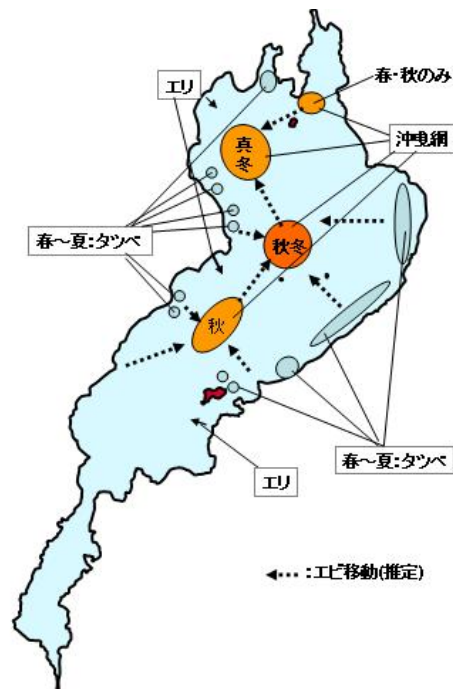 エリ
春・秋のみ
沖曳網
真
冬
春～夏:タツベ
秋冬
秋
春～夏:タツベ
エリ
:エビ移動(推定)